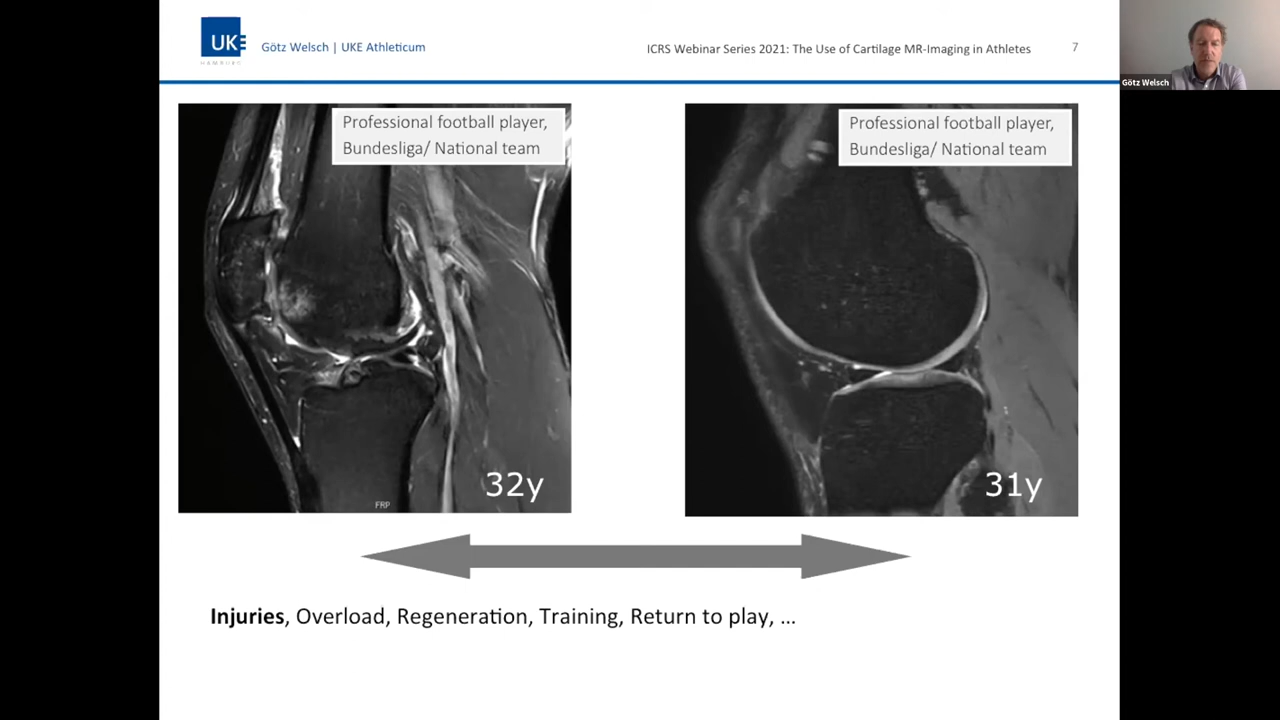 UKE
HAMBURG
Götz Welsch | UKE Athleticum
ICRS Webinar Series 2021: The Use of Cartilage MR-Imaging in Athletes
7
Götz Welsch
Professional football player,
Bundesliga/ National team
Professional football player,
Bundesliga/ National team
32y
FRP
31y
Injuries, Overload, Regeneration, Training, Return to play, ...